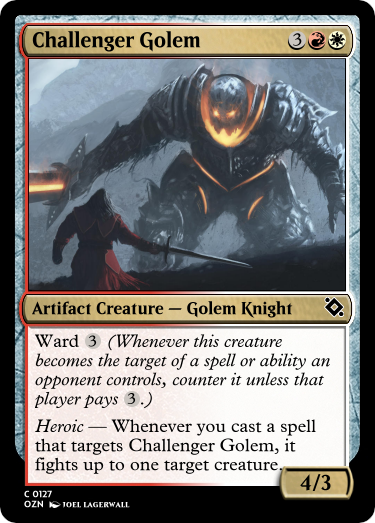 Challenger Golem 3
Artifact Creature — Golem Knight
Ward 3 (Whenever this creature
becomes the target of a spell or ability an
opponent controls, counter it unless that
player pays 3.)
Heroic — Whenever you cast a spell
that targets Challenger Golem, it
fights up to one target creature.
4/3
C 0127
OZN JOEL LAGERWALL